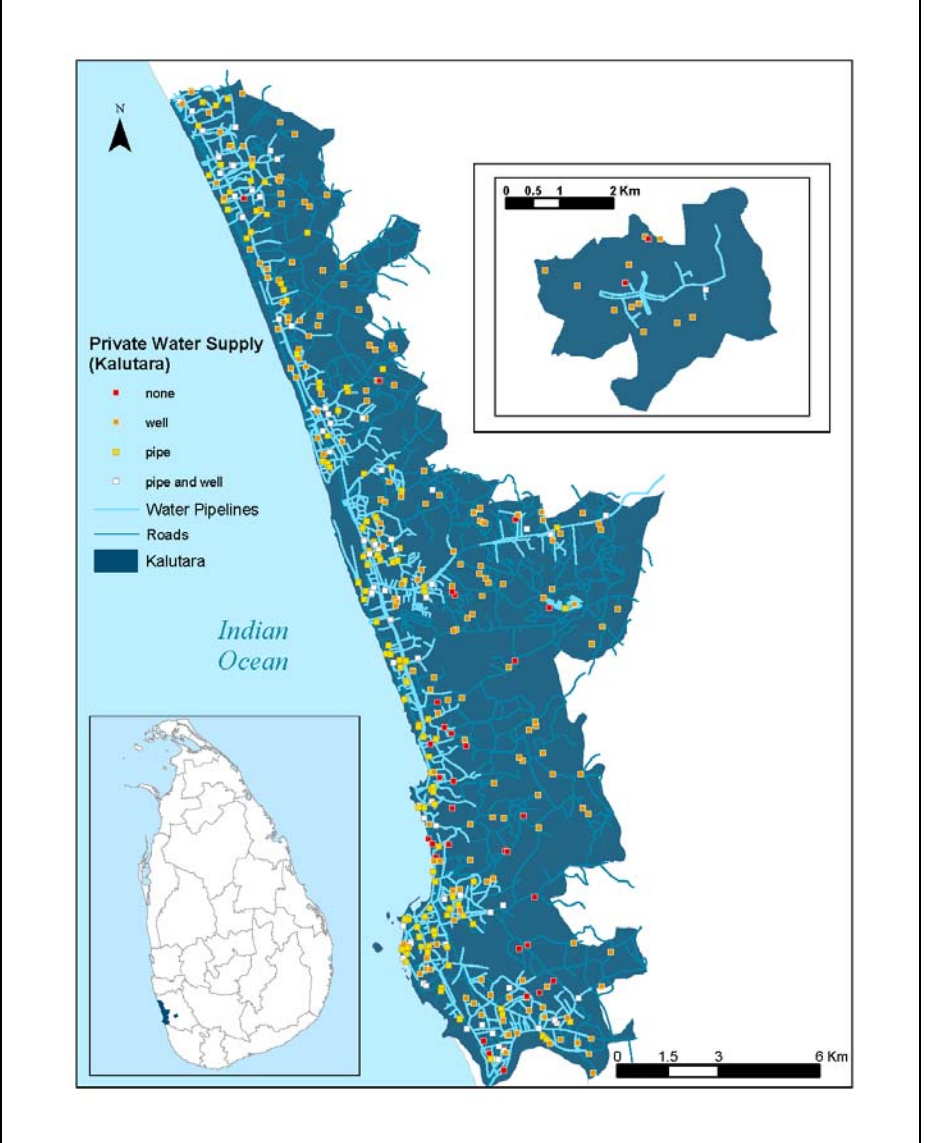 N
0 0.5 1 2 Km
Private Water Supply
(Kalutara)
none
well
pipe
pipe and well
Water Pipelines
Roads
Kalutara
Indian
Ocean
0 1.5 3 6 Km